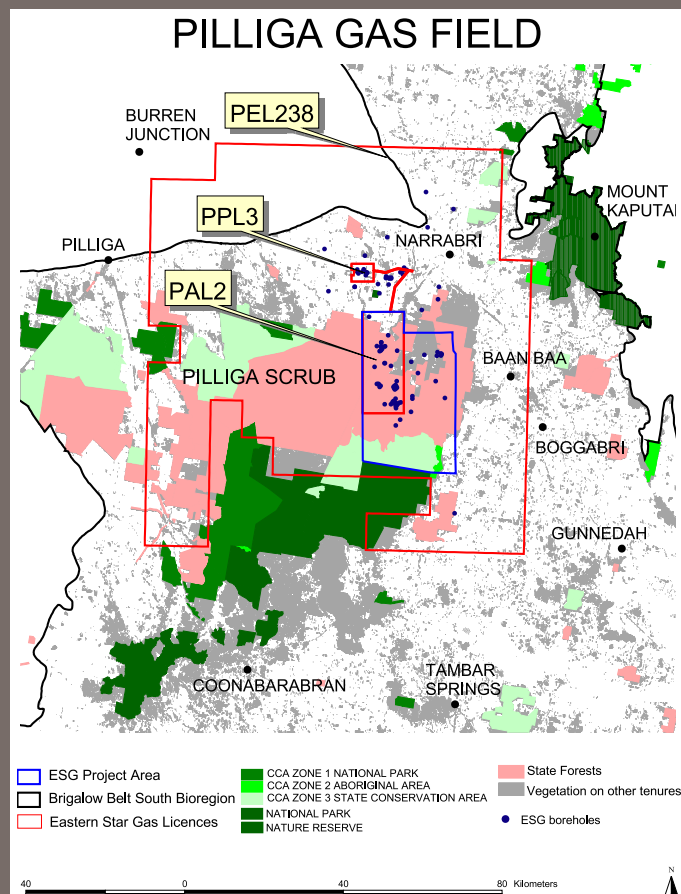 PILLIGA GAS FIELD
PEL238
BURREN
JUNCTION
MOUNT
KAPUTAI
PPL3
NARRABRI
PILLIGA
PAL2
BAAN BAA
PILLIGA SCRUB
BOGGABRI
GUNNEDAH
COONABARABRAN
TAMBAR
SPRINGS
ESG Project Area
Brigalow Belt South Bioregion
Eastern Star Gas Licences
CCA ZONE 1 NATIONAL PARK
CCA ZONE 2 ABORIGINAL AREA
CCA ZONE 3 STATE CONSERVATION AREA
NATIONAL PARK
NATURE RESERVE
State Forests
Vegetation on other tenures
ESG boreholes
40 0 40 80 Kilometers
N